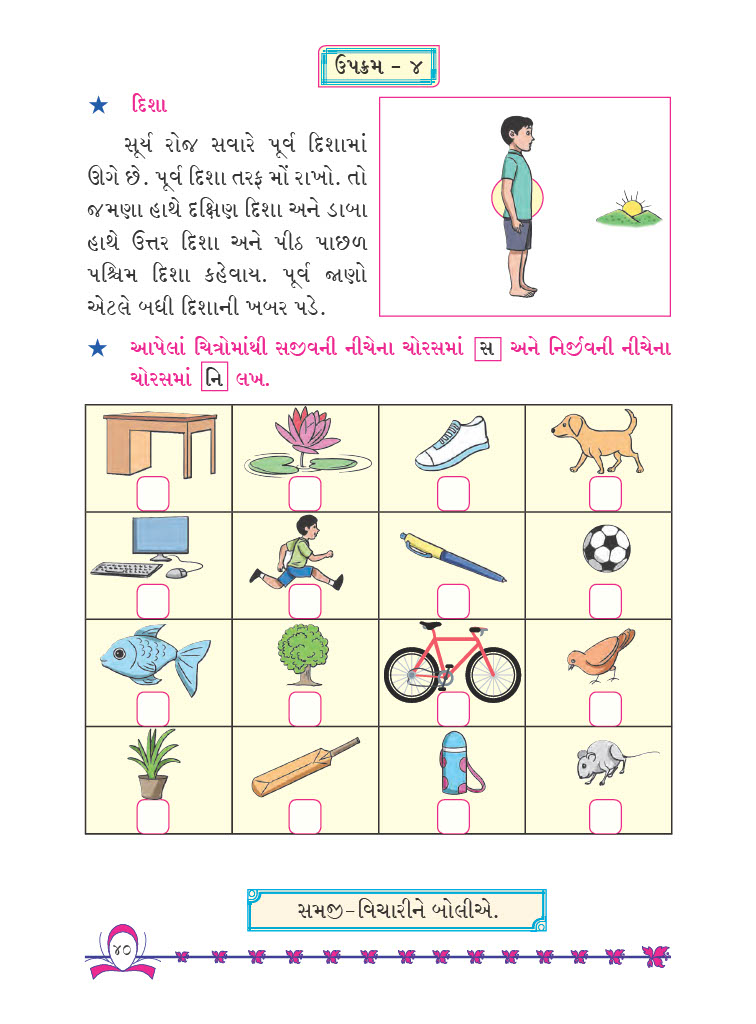 ઉપક્રમ - ૪
★ દિશા
સૂર્ય રોજ સવારે પૂર્વ દિશામાં
ઊગે છે. પૂર્વ દિશા તરફ મોં રાખો. તો
જમણા હાથે દક્ષિણ દિશા અને ડાબા
હાથે ઉત્તર દિશા અને પીઠ પાછળ
પશ્ચિમ દિશા કહેવાય. પૂર્વ જાણો
એટલે બધી દિશાની ખબર પડે.
★ આપેલાં ચિત્રોમાંથી સજીવની નીચેના ચોરસમાં સ અને નિર્જીવની નીચેના
ચોરસમાં નિ લખ.
સમજી-વિચારીને બોલીએ.
૪૦